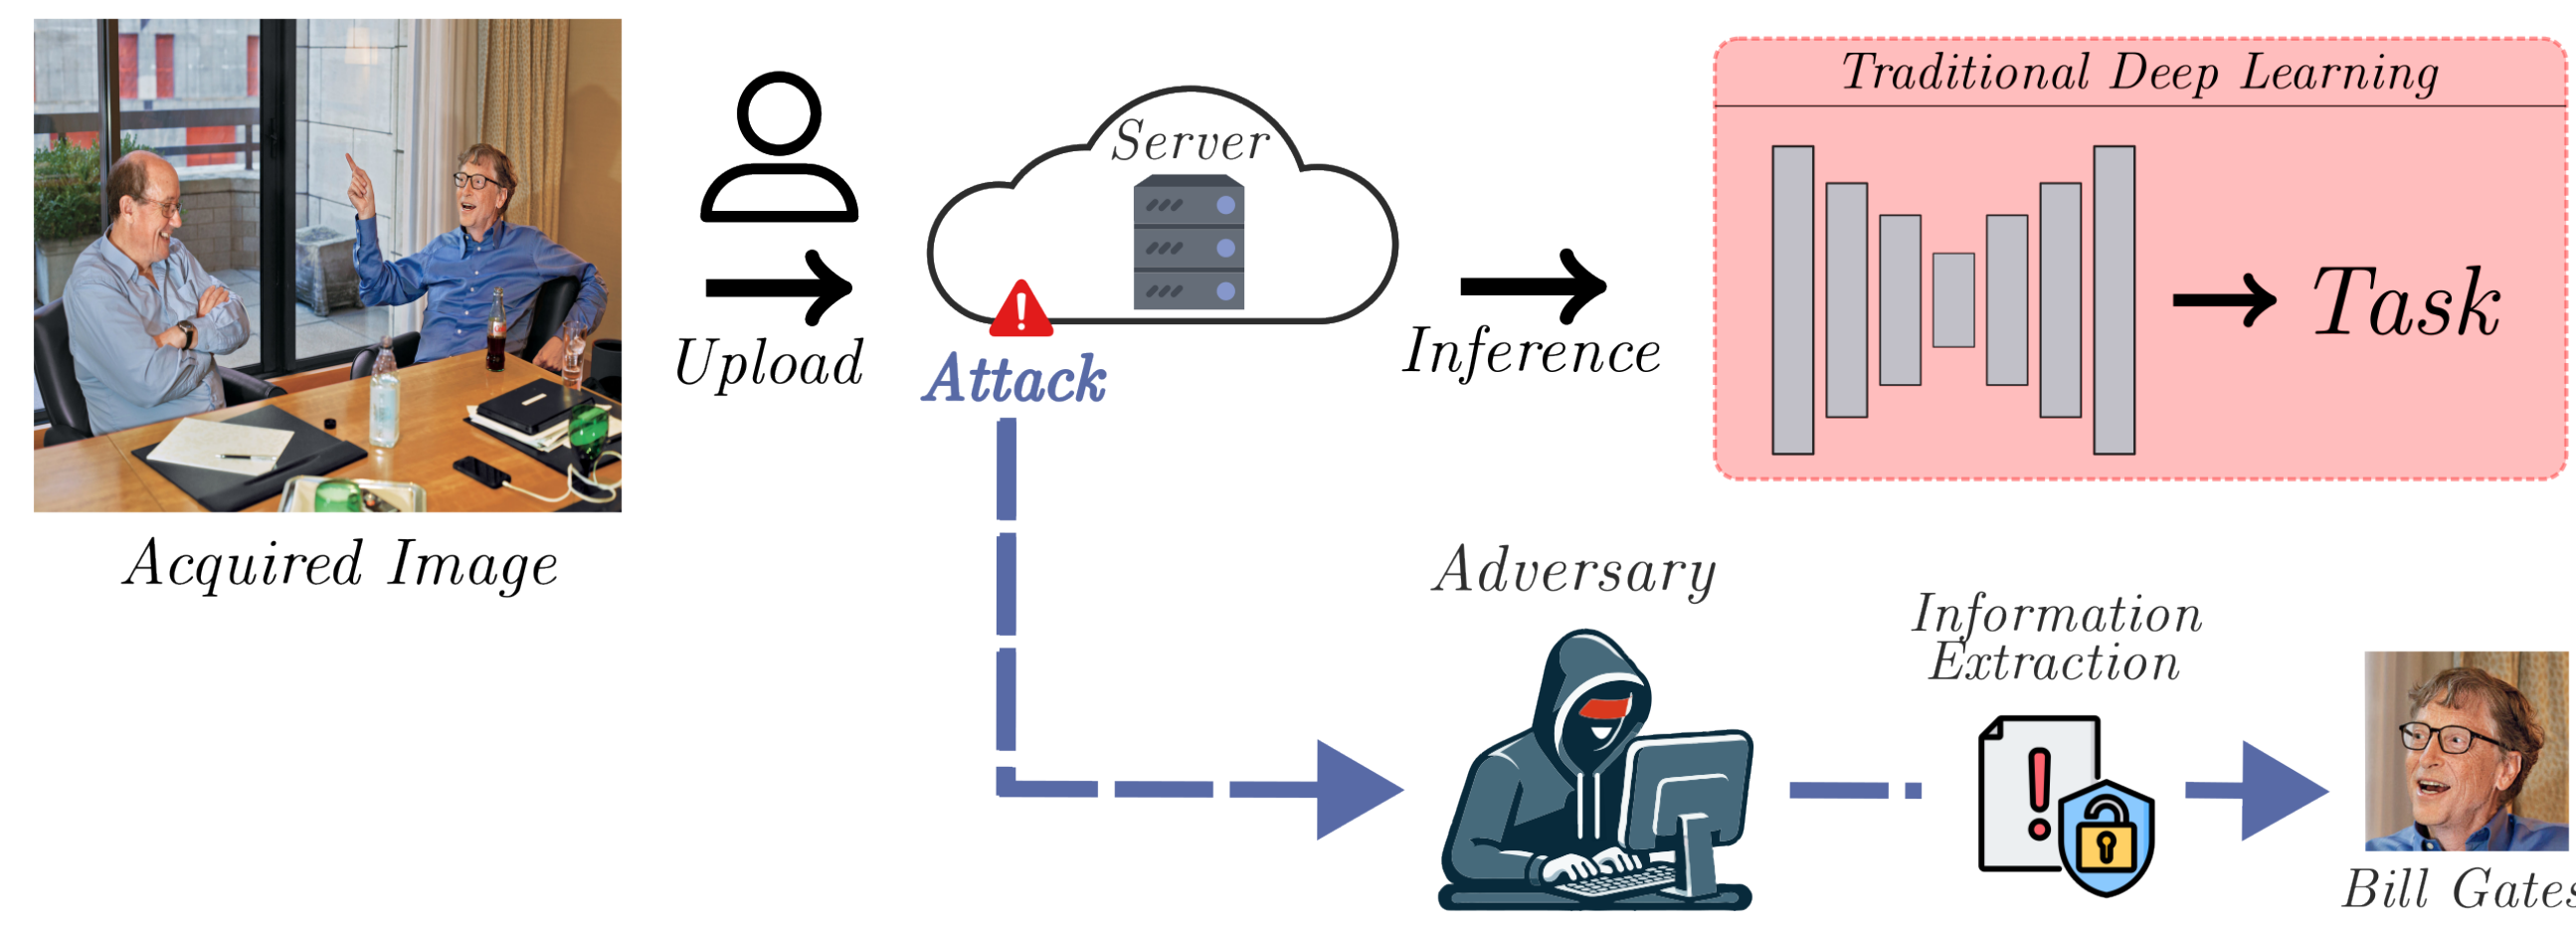 Traditional Deep Learning
Server
Task
Upload
Attack
Inference
Acquired Image
Adversary
Information
Extraction
Bill Gates